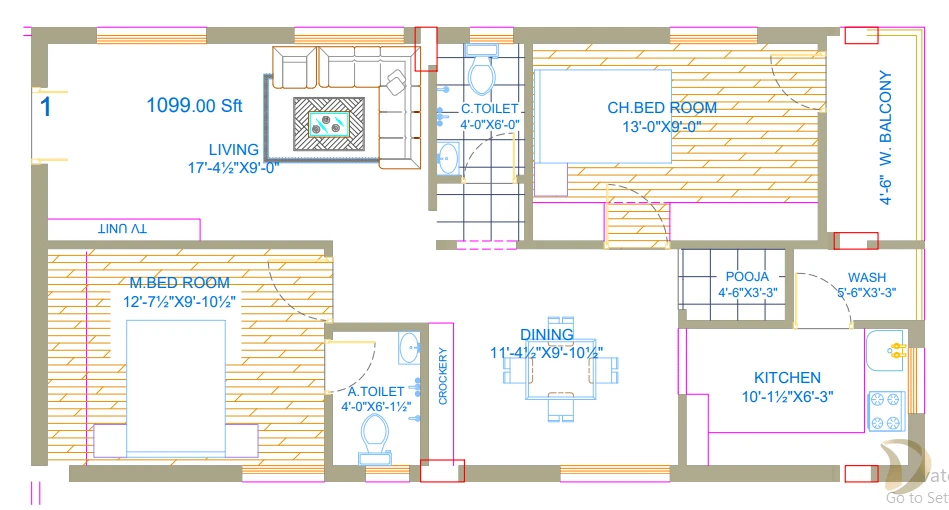 1
1099.00 Sft
LIVING
17'-4½"X9'-0"
TV UNIT
C.TOILET
4'-0"X6'-0"
CH.BED ROOM
13'-0"X9'-0"
4'-6" W. BALCONY
M.BED ROOM
12'-7½"X9'-10½"
A.TOILET
4'-0"X6'-1½"
CROCKERY
DINING
11'-4½"X9'-10½"
POOJA
4'-6"X3'-3"
WASH
5'-6"X3'-3"
KITCHEN
10'-1½"X6'-3"
Go to Set